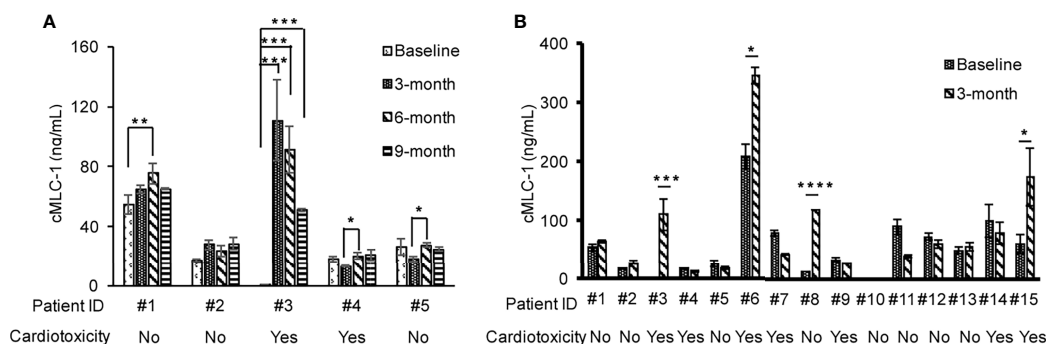 A
cMLC-1 (ng/mL)
160
120
80
40
0
** 
***
***
***
*
*
Baseline
3-month
6-month
9-month
Patient ID #1 #2 #3 #4 #5
Cardiotoxicity No No Yes Yes No
B
cMLC-1 (ng/mL)
400
300
200
100
0
***
*
****
*
Baseline
3-month
Patient ID #1 #2 #3 #4 #5 #6 #7 #8 #9 #10 #11 #12 #13 #14 #15
Cardiotoxicity No No Yes Yes No Yes No Yes Yes No No No No Yes Yes